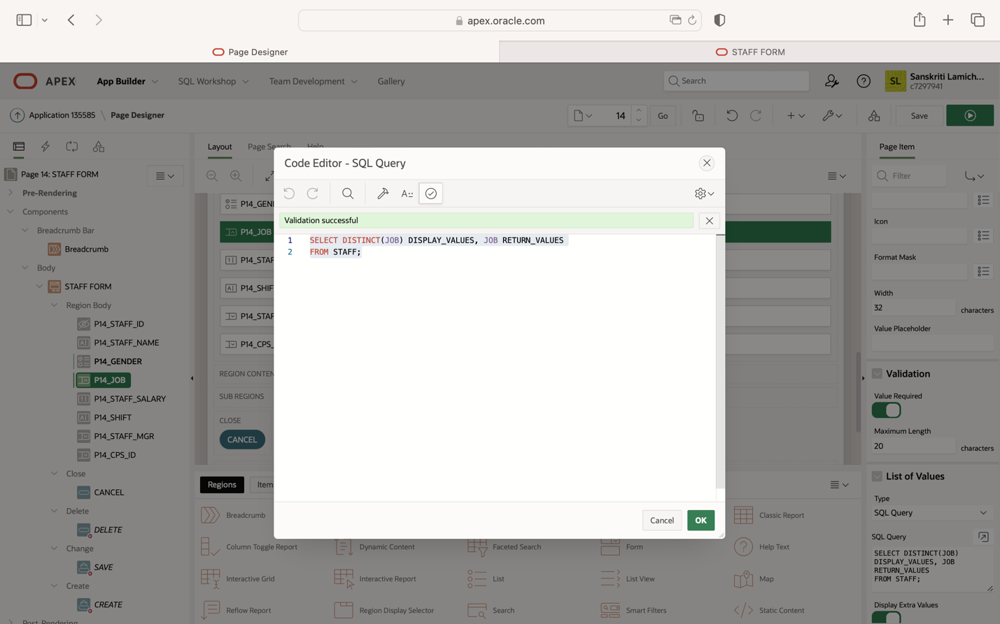 apex.oracle.com
Page Designer
STAFF FORM
APEX
App Builder
SQL Workshop
Team Development
Gallery
Search
SL
Sanskriti Lamich...
c7297941
Application 135585
Page Designer
14
Go
Save
Layout
Page Search
Help
Page Item
Page 14: STAFF FORM
Filter
Pre-Rendering
Components
Breadcrumb Bar
Breadcrumb
Body
STAFF FORM
Region Body
P14_STAFF_ID
P14_STAFF_NAME
P14_GENDER
P14_JOB
P14_STAFF_SALARY
P14_SHIFT
P14_STAFF_MGR
P14_CPS_ID
Close
CANCEL
Delete
DELETE
Change
SAVE
Create
CREATE
Post-Rendering
P14_GEN
P14_JOB
P14_STAF
P14_SHIF
P14_STAF
P14_CPS_
REGION CONTEN
SUB REGIONS
CLOSE
CANCEL
Code Editor - SQL Query
A::
Validation successful
1 SELECT DISTINCT(JOB) DISPLAY_VALUES, JOB RETURN_VALUES
2 FROM STAFF;
Cancel
OK
Regions
Item
Breadcrumb
Classic Report
Column Toggle Report
Dynamic Content
Faceted Search
Form
Help Text
Interactive Grid
Interactive Report
List
List View
Map
Reflow Report
Region Display Selector
Search
Smart Filters
Static Content
Icon
Format Mask
Width
32
characters
Value Placeholder
Validation
Value Required
Maximum Length
20
characters
List of Values
Type
SQL Query
SQL Query
SELECT DISTINCT(JOB)
DISPLAY_VALUES, JOB
RETURN_VALUES
FROM STAFF;
Display Extra Values